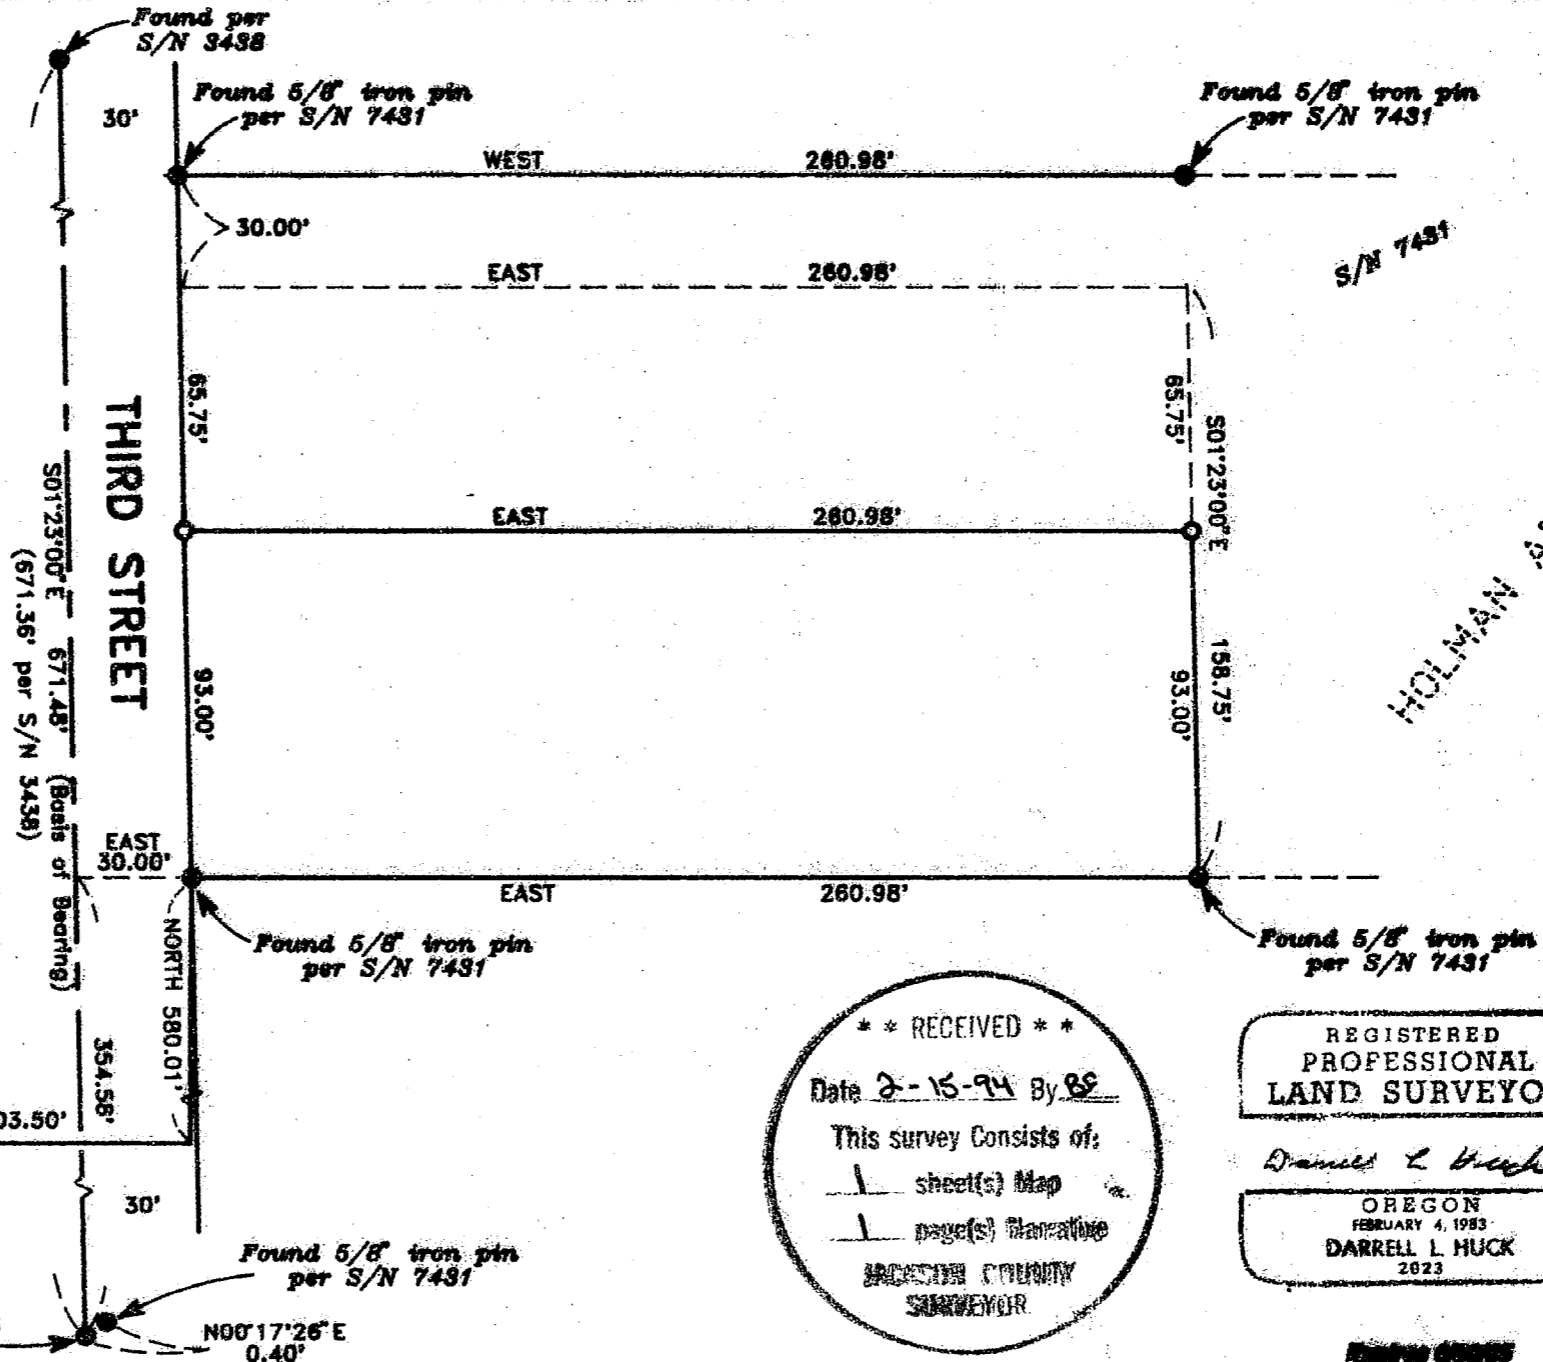 Found per
S/N 3438
30'
Found 5/8" iron pin
per S/N 7431
Found 5/8" iron pin
per S/N 7431
WEST 260.98'
30.00'
S/N 7431
EAST 260.98'
65.75'
65.75'
S01°23'00"E
158.75'
EAST 260.98'
THIRD STREET
S01°23'00"E 671.48' (Basis of Bearing)
(671.36' per S/N 3438)
93.00'
93.00'
HOLMAN
EAST
30.00'
EAST 260.98'
Found 5/8" iron pin
per S/N 7431
Found 5/8" iron pin
per S/N 7431
NORTH 580.01'
354.58'
03.50'
30'
Found 5/8" iron pin
per S/N 7431
N00°17'26"E
0.40'
* * RECEIVED * *
Date 2-15-94 By
This survey Consists of:
1 sheet(s) Map
1 page(s) Narrative
JACKSON COUNTY
SURVEYOR
REGISTERED
PROFESSIONAL
LAND SURVEYO
OREGON
FEBRUARY 4, 1983
DARRELL L. HUCK
2023